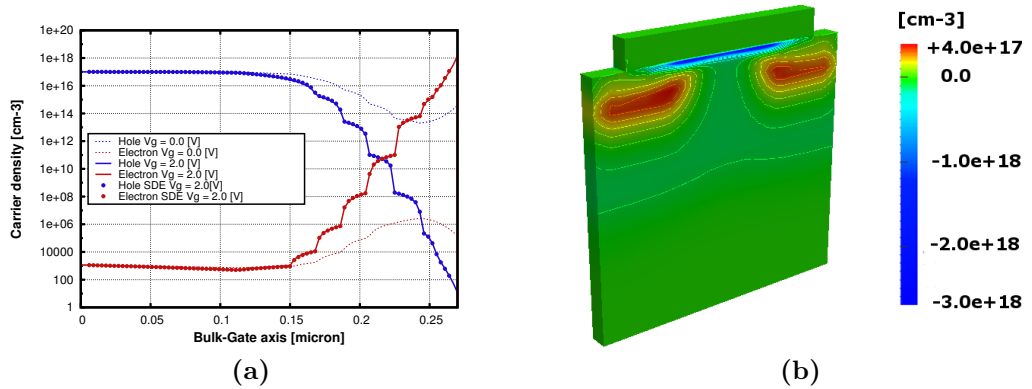 1e+20
1e+18
1e+16
1e+14
1e+12
1e+10
1e+08
1e+06
10000
100
1
Carrier density [cm-3]
Hole Vg = 0.0 [V]
Electron Vg = 0.0 [V]
Hole Vg = 2.0 [V]
Electron Vg = 2.0 [V]
Hole SDE Vg = 2.0[V]
Electron SDE Vg = 2.0 [V]
0 0.05 0.1 0.15 0.2 0.25
Bulk-Gate axis [micron]
(a)
[cm-3]
+4.0e+17
0.0
-1.0e+18
-2.0e+18
-3.0e+18
(b)